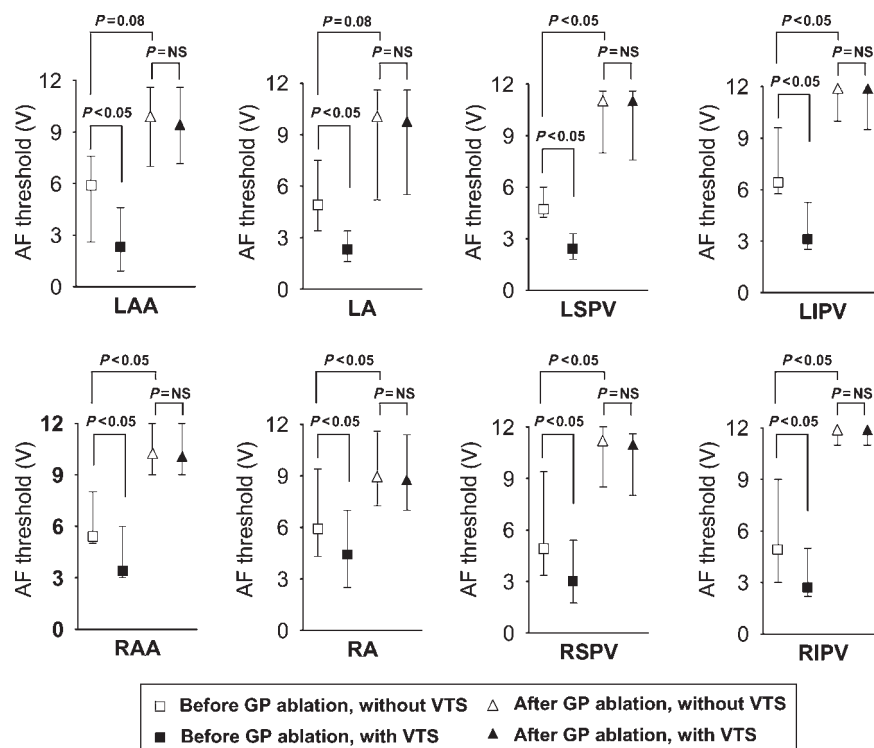 P=0.08
P=NS
P<0.05
AF threshold (V)
12
9
6
3
0
LAA
P=0.08
P=NS
P<0.05
AF threshold (V)
12
9
6
3
0
LA
P<0.05
P=NS
P<0.05
AF threshold (V)
12
9
6
3
0
LSPV
P<0.05
P=NS
P<0.05
AF threshold (V)
12
9
6
3
0
LIPV
P<0.05
P=NS
P<0.05
AF threshold (V)
12
9
6
3
0
RAA
P<0.05
P=NS
P<0.05
AF threshold (V)
12
9
6
3
0
RA
P<0.05
P=NS
P<0.05
AF threshold (V)
12
9
6
3
0
RSPV
P<0.05
P=NS
P<0.05
AF threshold (V)
12
9
6
3
0
RIPV
Before GP ablation, without VTS
After GP ablation, without VTS
Before GP ablation, with VTS
After GP ablation, with VTS